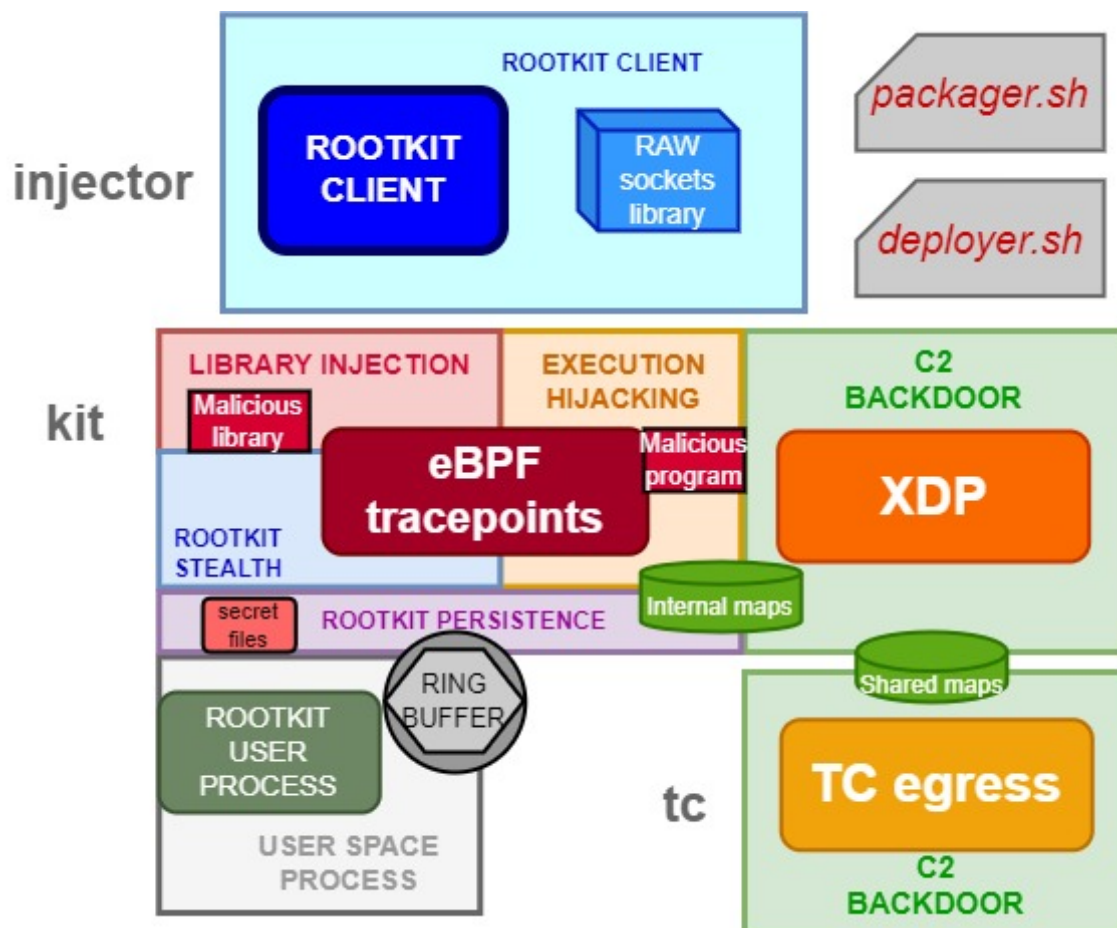 ROOTKIT CLIENT
ROOTKIT
CLIENT
RAW
sockets
library
packager.sh
deployer.sh
injector
LIBRARY INJECTION
EXECUTION
HIJACKING
C2
BACKDOOR
kit
Malicious
library
eBPF
tracepoints
Malicious
program
XDP
ROOTKIT
STEALTH
Internal maps
secret
files
ROOTKIT PERSISTENCE
RING
BUFFER
Shared maps
ROOTKIT
USER
PROCESS
tc
TC egress
USER SPACE
PROCESS
C2
BACKDOOR